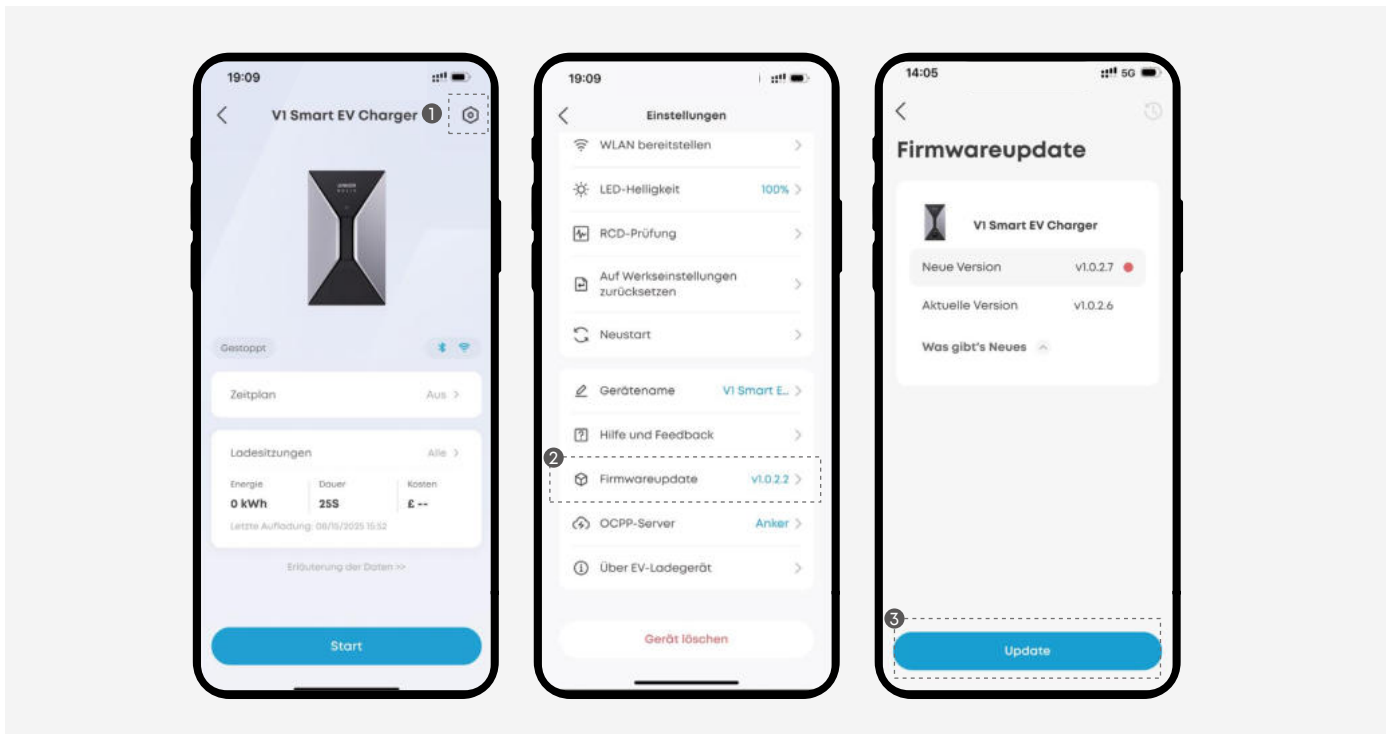 19:09
V1 Smart EV Charger
1
ANKER
SOLIX
Gestoppt
Zeitplan
Aus >
Ladesitzungen
Alle >
Energie
Dauer
Kosten
0 kWh
25S
£ --
Letzte Aufladung: 08/15/2025 15:52
Erläuterung der Daten >>
Start
19:09
Einstellungen
WLAN bereitstellen
LED-Helligkeit
100% >
RCD-Prüfung
Auf Werkseinstellungen
zurücksetzen
Neustart
Gerätename
V1 Smart E... >
Hilfe und Feedback
2
Firmwareupdate
v1.0.2.2 >
OCPP-Server
Anker >
Über EV-Ladegerät
Gerät löschen
14:05
5G
Firmwareupdate
V1 Smart EV Charger
Neue Version
v1.0.2.7
Aktuelle Version
v1.0.2.6
Was gibt's Neues
3
Update